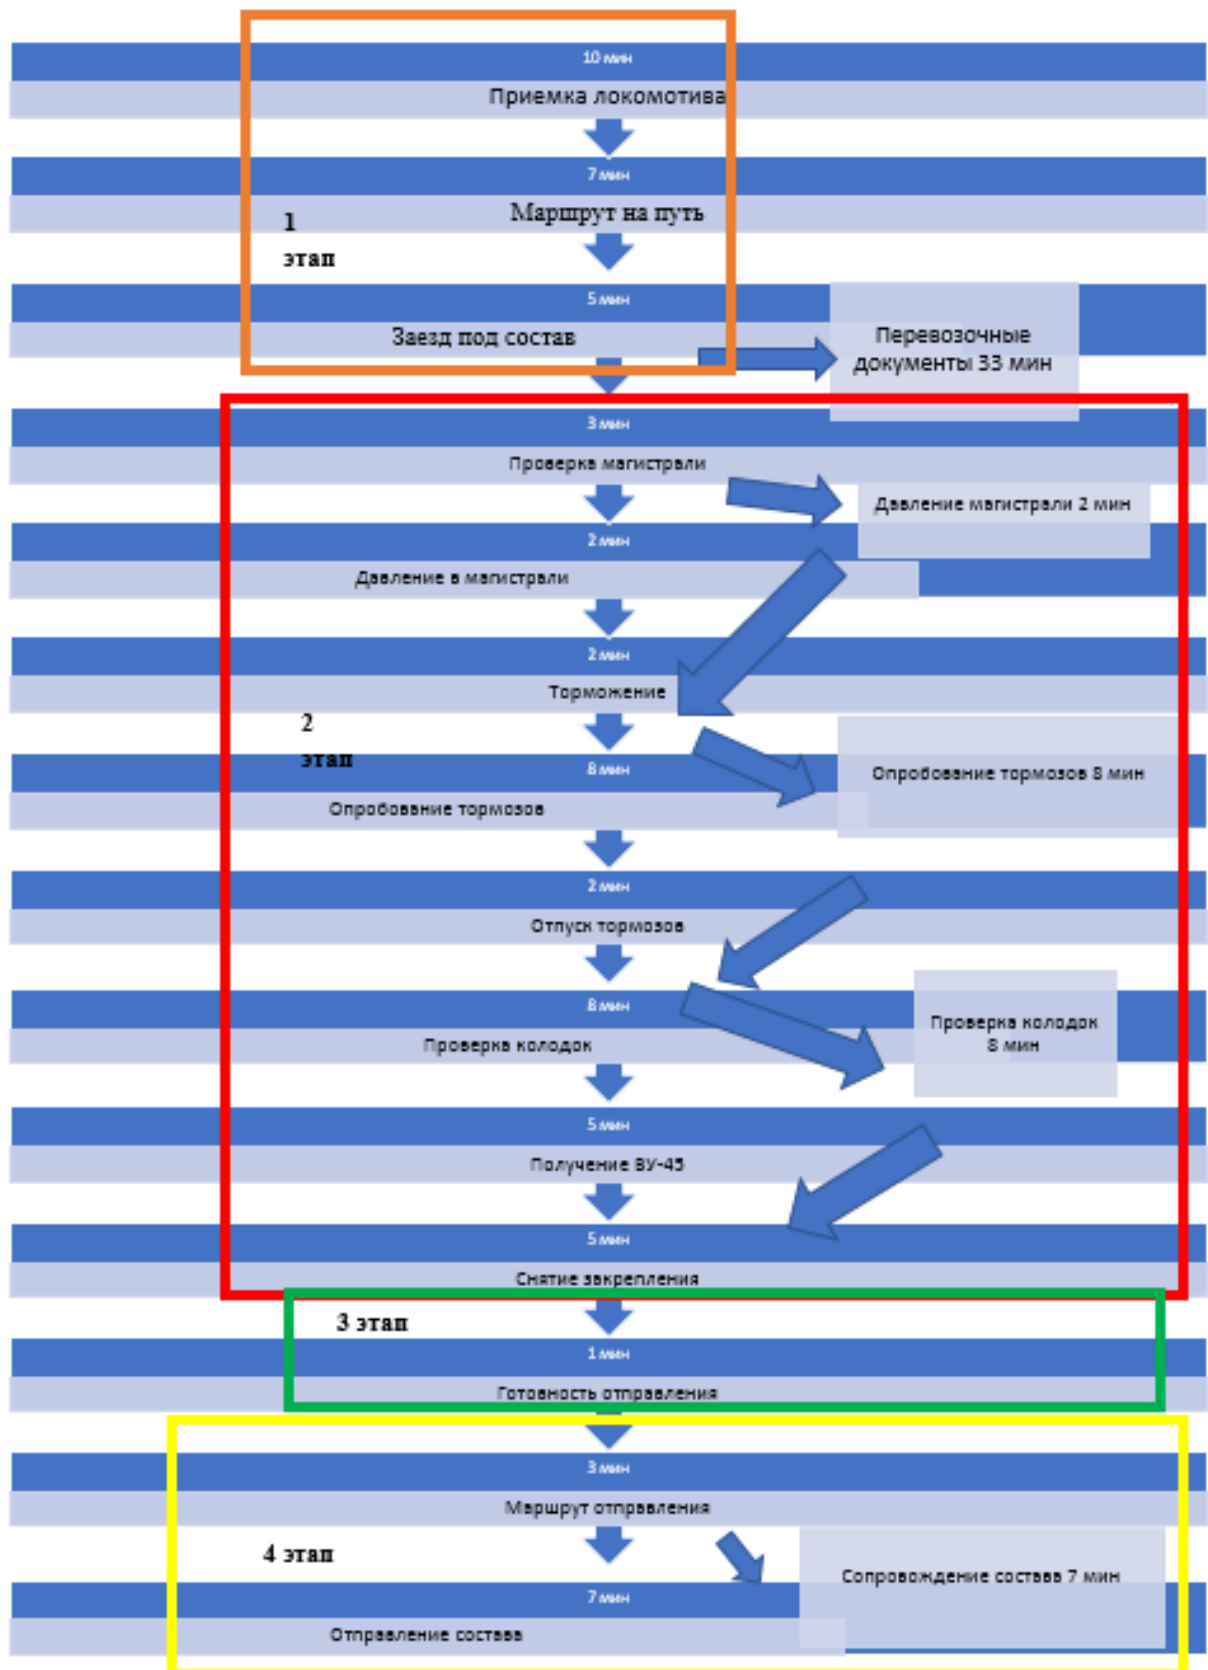 10 мин
Приемка локомотива
7 мин
Маршрут на путь
1
этап
5 мин
Заезд под состав
Перевозочные
документы 33 мин
3 мин
Проверка магистрали
Давление магистрали 2 мин
2 мин
Давление в магистрали
2 мин
Торможение
2
этап
8 мин
Опробование тормозов 8 мин
Опробование тормозов
2 мин
Отпуск тормозов
8 мин
Проверка колодок
8 мин
Проверка колодок
5 мин
Получение ВУ-45
5 мин
Снятие закрепления
3 этап
1 мин
Готовность отправления
3 мин
Маршрут отправления
4 этап
Сопровождение состава 7 мин
7 мин
Отправление состава